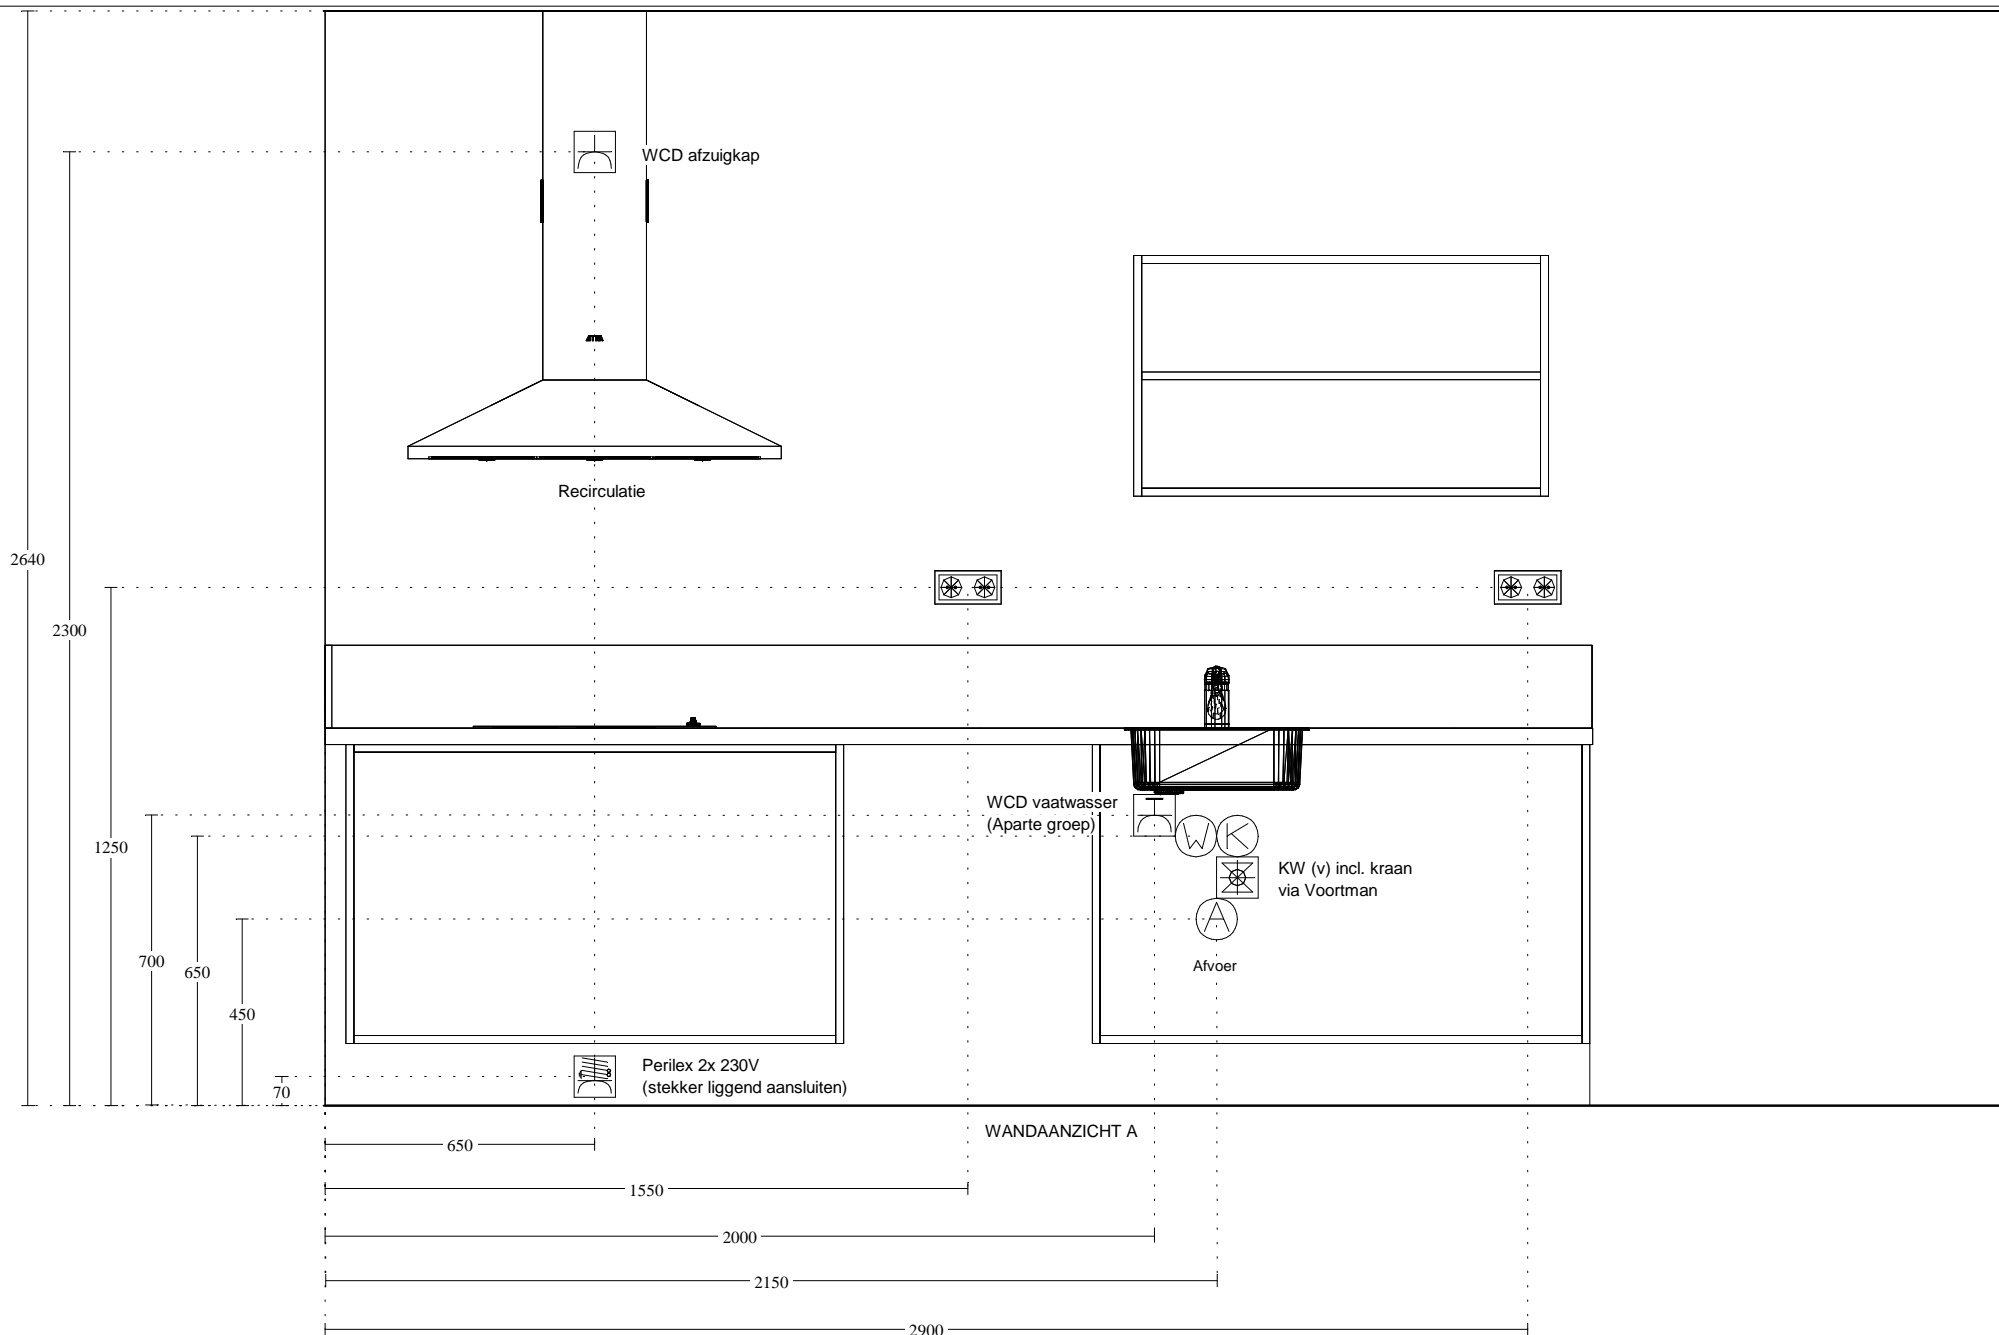 WCD afzuigkap
Recirculatie
2640
2300
1250
WCD vaatwasser
(Aparte groep)
W K
KW (v) incl. kraan
via Voortman
A
Afvoer
700
650
450
70
Perilex 2x 230V
(stekker liggend aansluiten)
WANDAANZICHT A
650
1550
2000
2150
2900